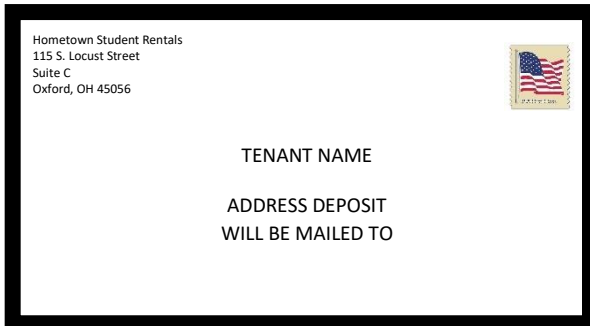 Hometown Student Rentals
115 S. Locust Street
Suite C
Oxford, OH 45056
TENANT NAME
ADDRESS DEPOSIT
WILL BE MAILED TO